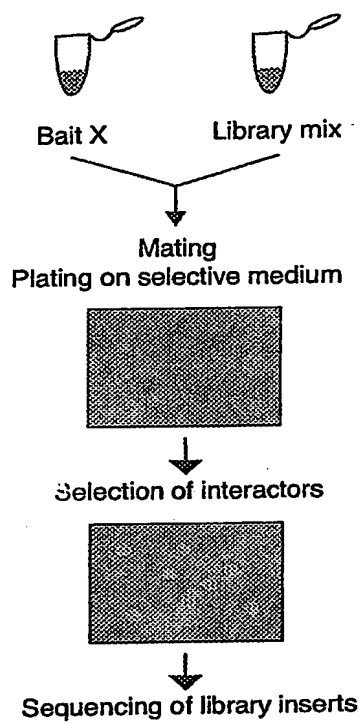 Bait X
Library mix
Mating
Plating on selective medium
Selection of interactors
Sequencing of library inserts